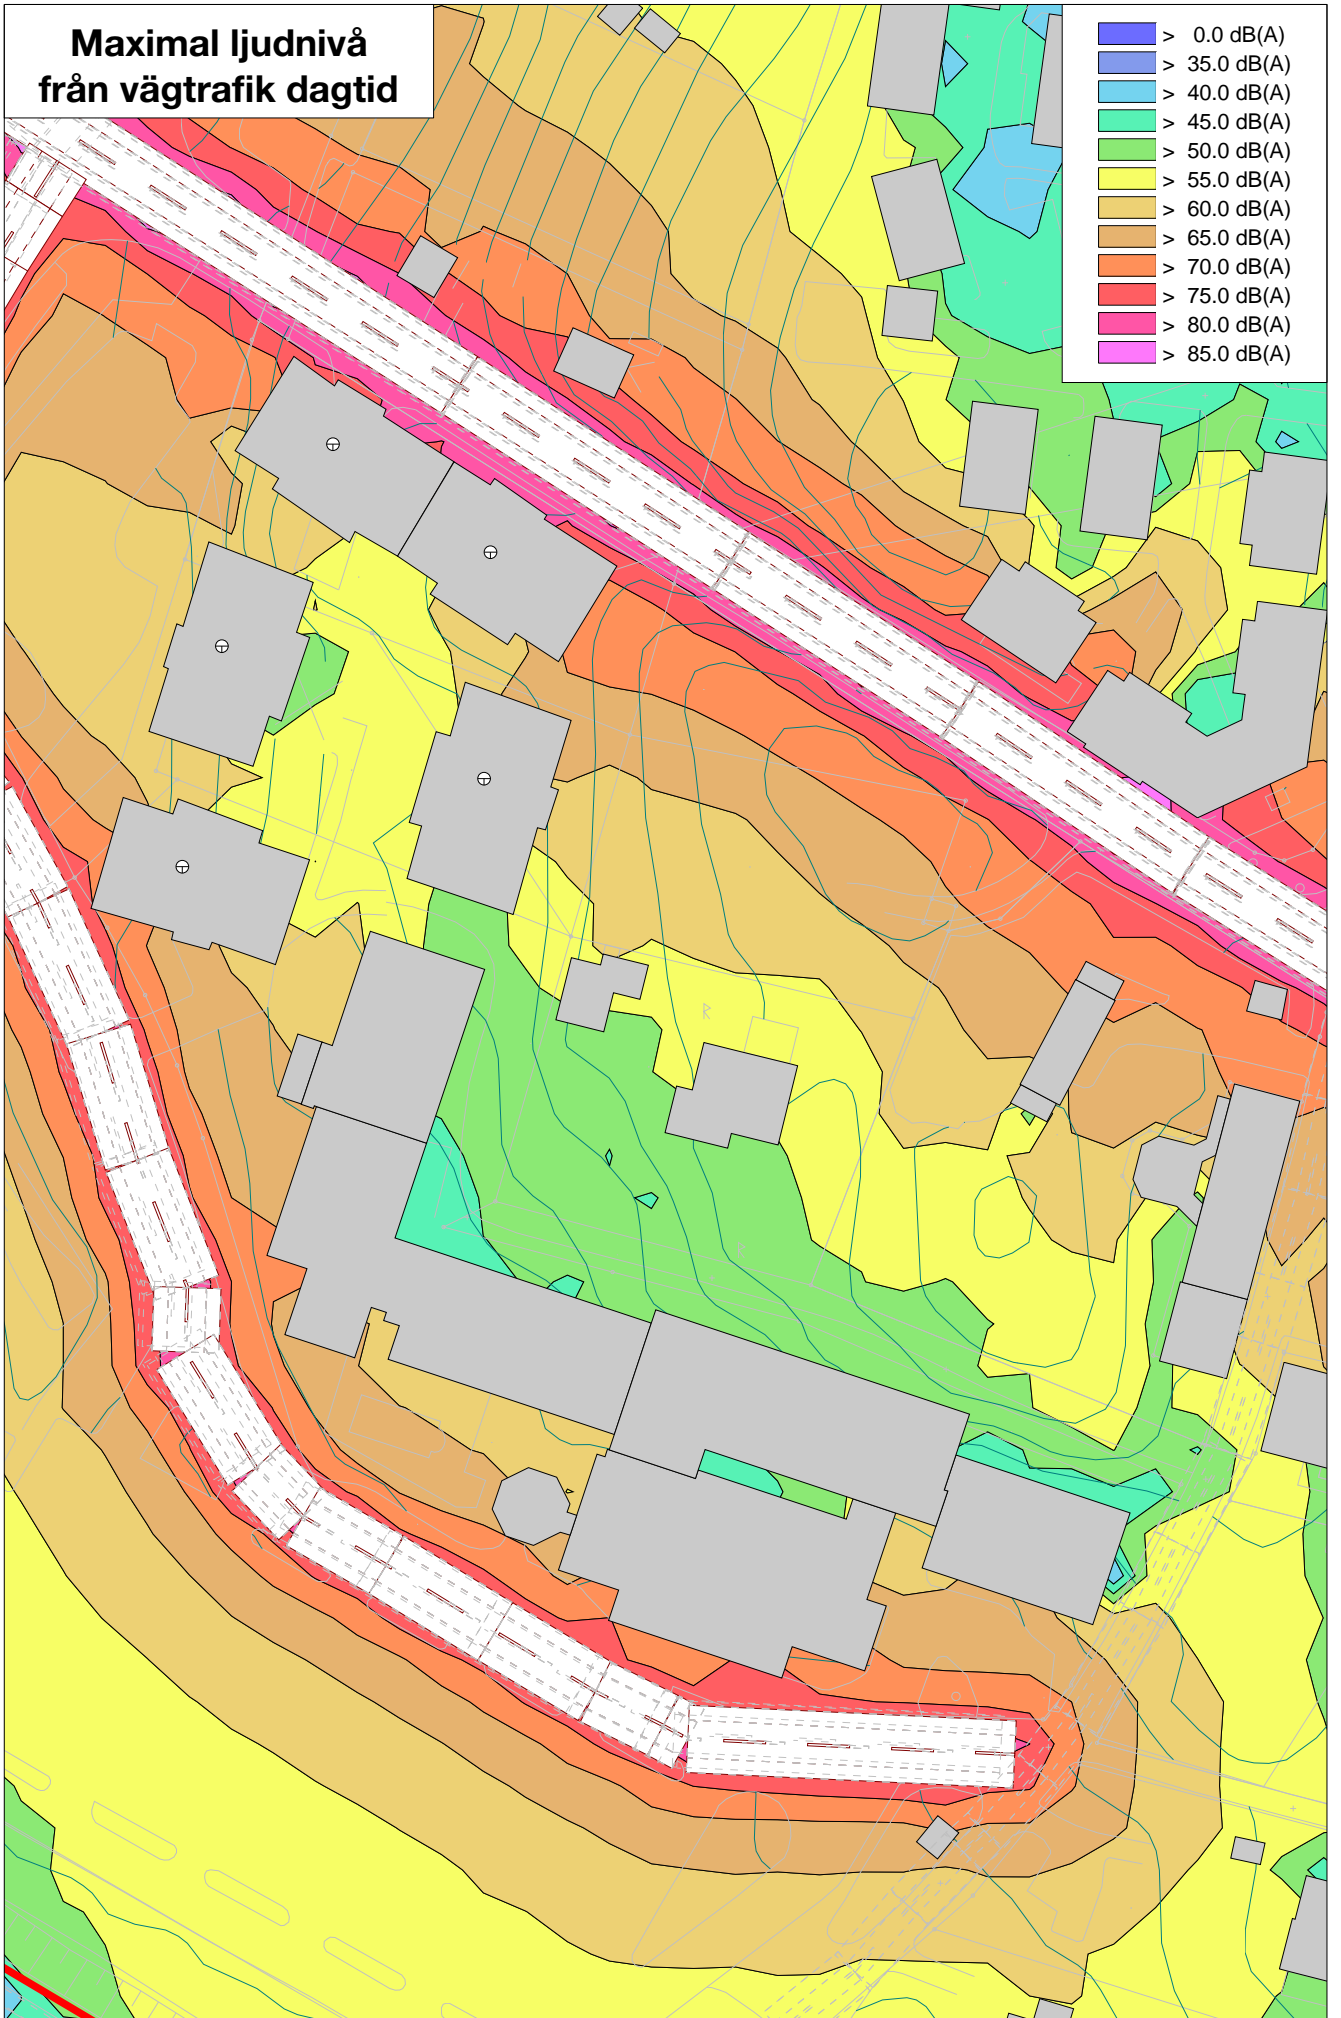 Maximal ljudnivå
från vägtrafik dagtid
> 0.0 dB(A)
> 35.0 dB(A)
> 40.0 dB(A)
> 45.0 dB(A)
> 50.0 dB(A)
> 55.0 dB(A)
> 60.0 dB(A)
> 65.0 dB(A)
> 70.0 dB(A)
> 75.0 dB(A)
> 80.0 dB(A)
> 85.0 dB(A)
R